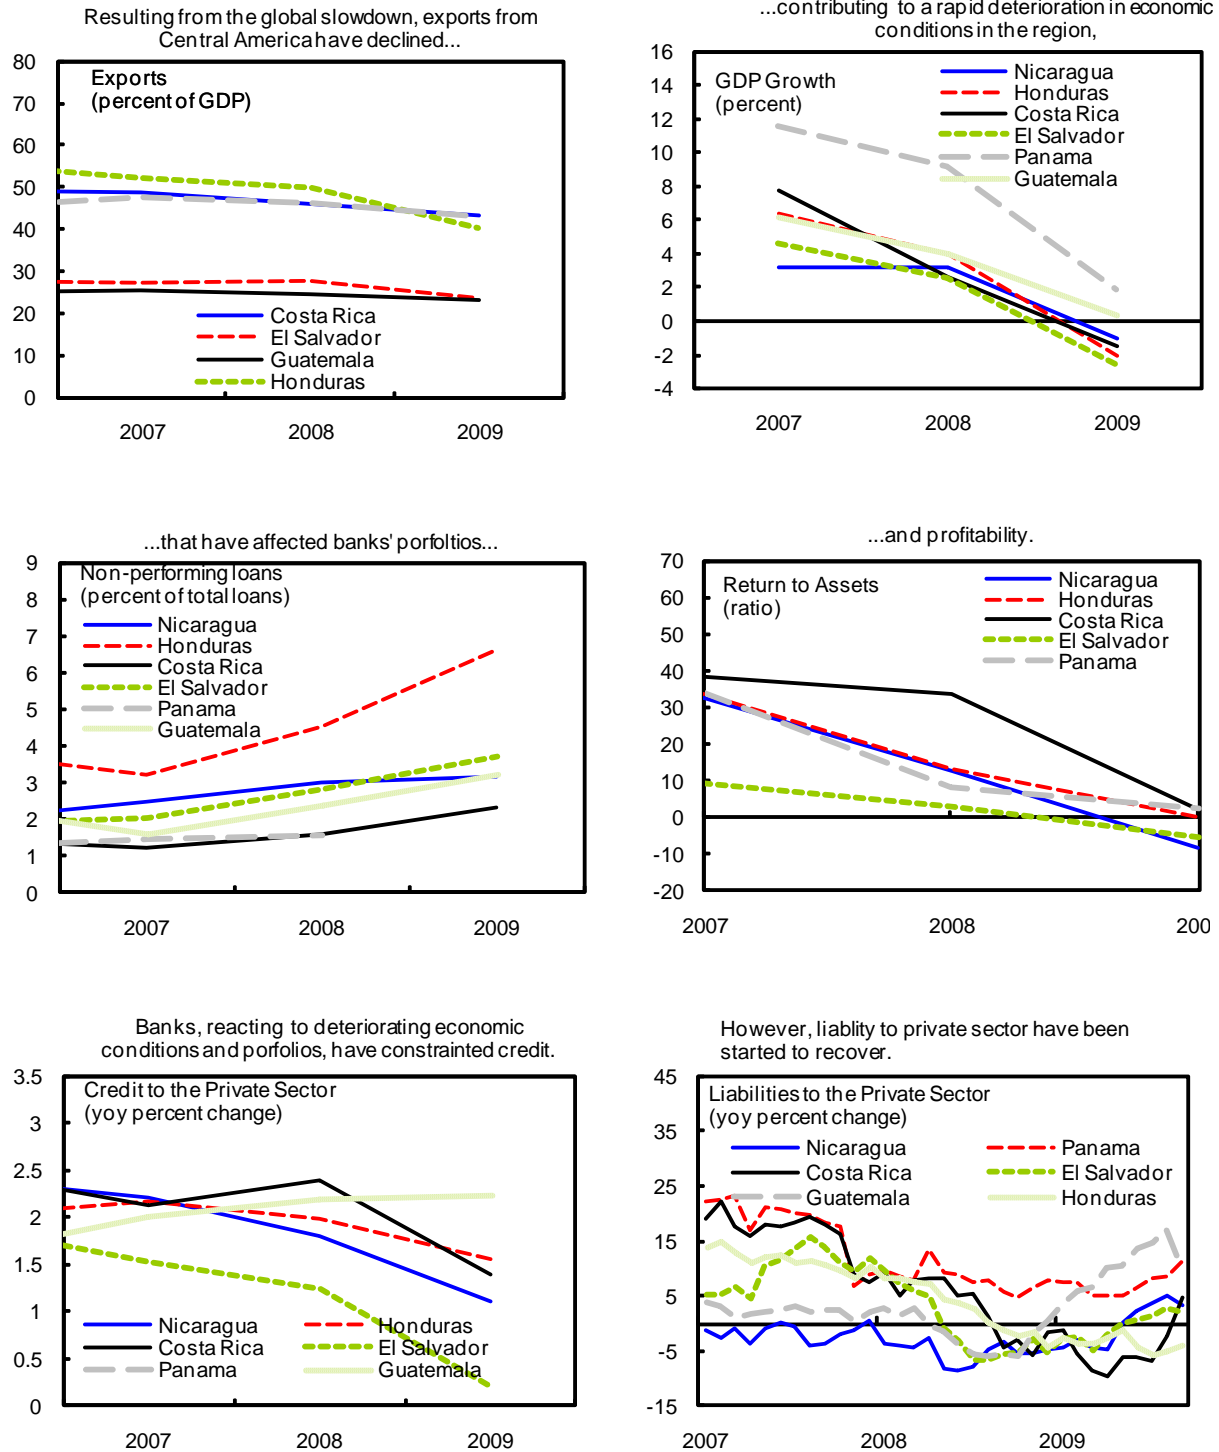 Resulting from the global slowdown, exports from
Central America have declined...
80
70
60
50
40
30
20
10
0
Exports
(percent of GDP)
Costa Rica
El Salvador
Guatemala
Honduras
2007 2008 2009
...contributing to a rapid deterioration in economic
conditions in the region,
16
14
12
10
8
6
4
2
0
-2
-4
GDP Growth
(percent)
Nicaragua
Honduras
Costa Rica
El Salvador
Panama
Guatemala
2007 2008 2009
...that have affected banks' porfoltios...
9
8
7
6
5
4
3
2
1
0
Non-performing loans
(percent of total loans)
Nicaragua
Honduras
Costa Rica
El Salvador
Panama
Guatemala
2007 2008 2009
...and profitability.
70
60
50
40
30
20
10
0
-10
-20
Return to Assets
(ratio)
Nicaragua
Honduras
Costa Rica
El Salvador
Panama
2007 2008 200
Banks, reacting to deteriorating economic
conditions and porfolios, have constrainted credit.
3.5
3
2.5
2
1.5
1
0.5
0
Credit to the Private Sector
(yoy percent change)
Nicaragua Honduras
Costa Rica El Salvador
Panama Guatemala
2007 2008 2009
However, liablity to private sector have been
started to recover.
45
35
25
15
5
-5
-15
Liabilities to the Private Sector
(yoy percent change)
Nicaragua Panama
Costa Rica El Salvador
Guatemala Honduras
2007 2008 2009